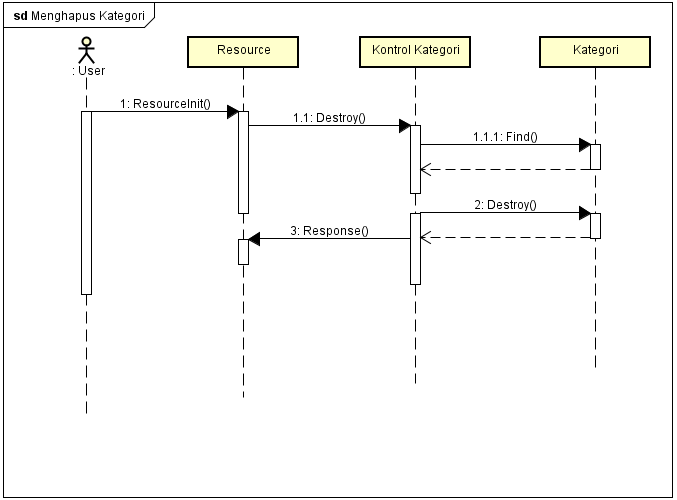 sd Menghapus Kategori
: User
Resource
Kontrol Kategori
Kategori
1: ResourceInit()
1.1: Destroy()
1.1.1: Find()
2: Destroy()
3: Response()